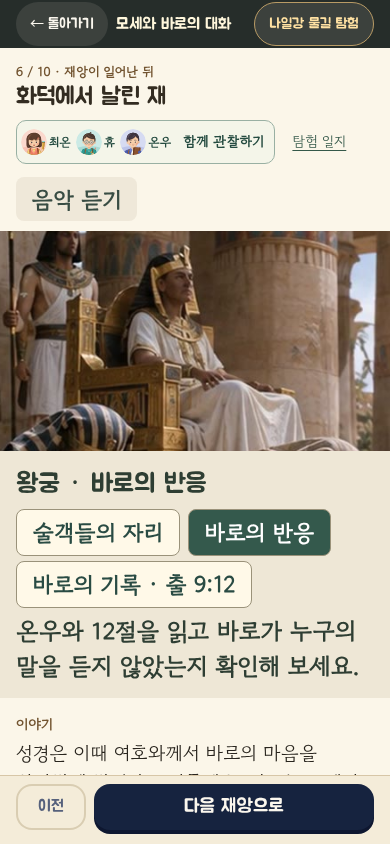 ← 돌아가기 모세와 바로의 대화 나일강 물길 탐험
6 / 10 · 재앙이 일어난 뒤
화덕에서 날린 재
최온 휴 온우 함께 관찰하기 탐험 일지
음악 듣기
왕궁 · 바로의 반응
술객들의 자리 바로의 반응
바로의 기록 · 출 9:12
온우와 12절을 읽고 바로가 누구의
말을 듣지 않았는지 확인해 보세요.
이야기
성경은 이때 여호와께서 바로의 마음을
이전 다음 재앙으로